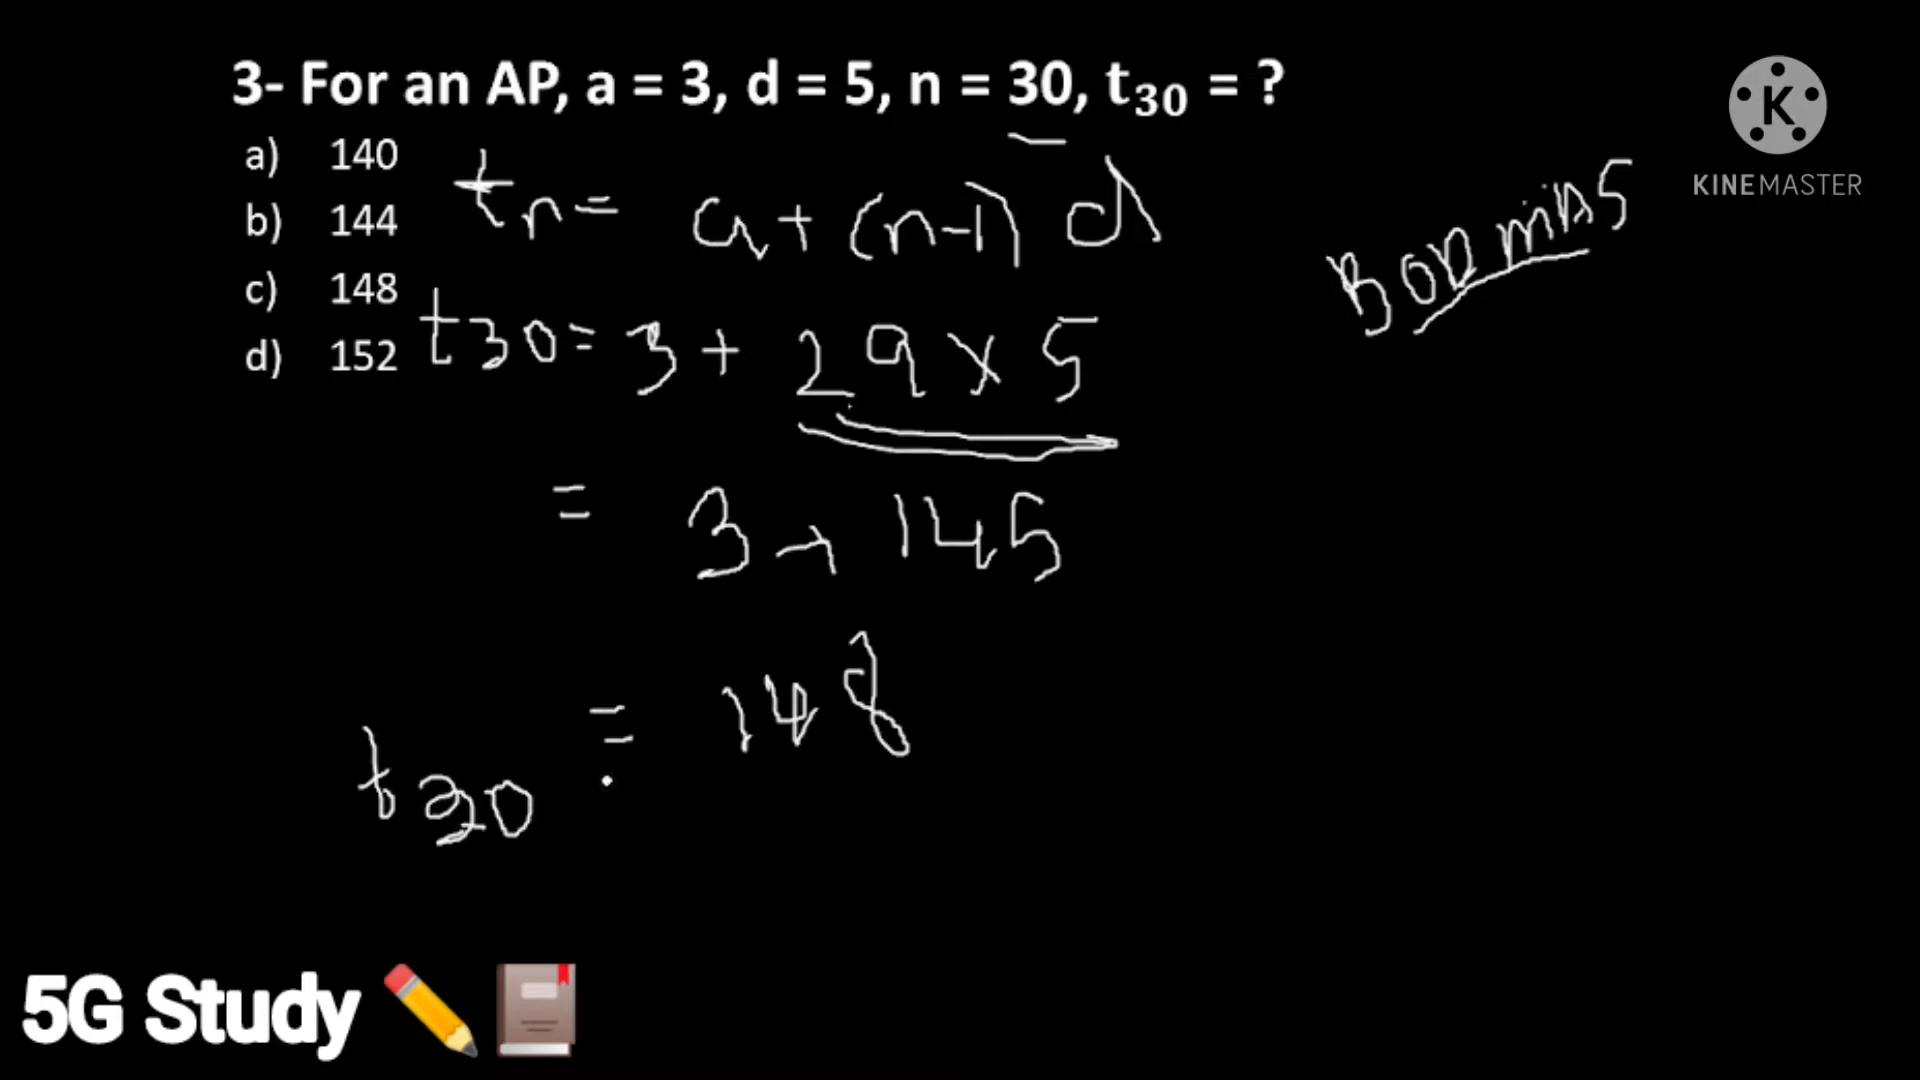 3- For an AP, a = 3, d = 5, n = 30, t₃₀ = ?
a) 140
b) 144
c) 148
d) 152
tn = a + (n-1) d
t30 = 3 + 29 x 5
= 3 + 145
= 148
t30
BODMAS
K
KINEMASTER
5G Study